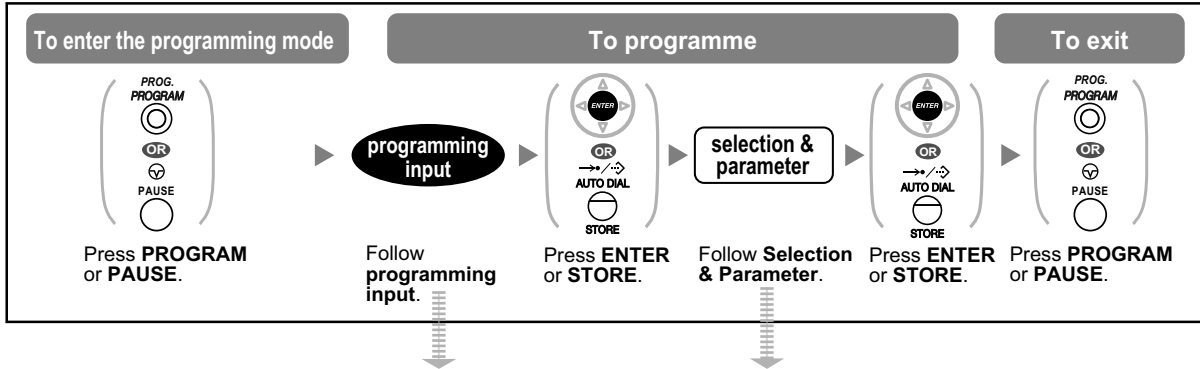 To enter the programming mode
To programme
To exit
PROG.
PROGRAM
OR
PAUSE
Press PROGRAM
or PAUSE.
programming
input
Follow
programming
input.
ENTER
OR
AUTO DIAL
STORE
Press ENTER
or STORE.
selection &
parameter
Follow Selection
& Parameter.
ENTER
OR
AUTO DIAL
STORE
Press ENTER
or STORE.
PROG.
PROGRAM
OR
PAUSE
Press PROGRAM
or PAUSE.